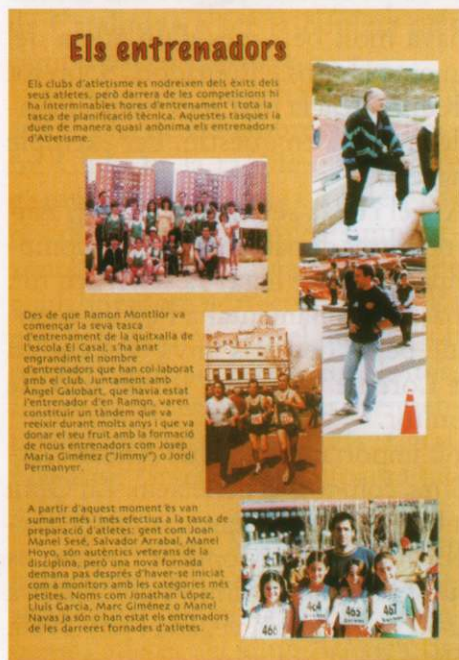 Els entrenadors
Els clubs d'atletisme es nodreixen dels èxits dels
seus atletes, però darrera de les competicions hi
ha interminables hores d'entrenament i tota la
tasca de planificació tècnica. Aquestes tasques la
duen de manera quasi anònima els entrenadors
d'Atletisme.
Des de que Ramon Montllor va
començar la seva tasca
d'entrenament de la quitxalla de
l'escola El Casal, s'ha anat
engrandint el nombre
d'entrenadors que han col·laborat
amb el club. Juntament amb
Àngel Galobart, que havia estat
l'entrenador d'en Ramon, varen
constituir un tàndem que va
reeixir durant molts anys i que va
donar el seu fruit amb la formació
de nous entrenadors com Josep
Maria Giménez ("Jimmy") o Jordi
Permanyer.
A partir d'aquest moment es van
sumant més i més efectius a la tasca de
preparació d'atletes: gent com Joan
Manel Sesé, Salvador Arrabal, Manel
Hoyo, són autèntics veterans de la
disciplina, però una nova fornada
demana pas després d'haver-se iniciat
com a monitors amb les categories més
petites. Noms com Jonathan López,
Lluís Garcia, Marc Giménez o Manel
Navas ja són o han estat els entrenadors
de les darreres fornades d'atletes.
466
464
465
467